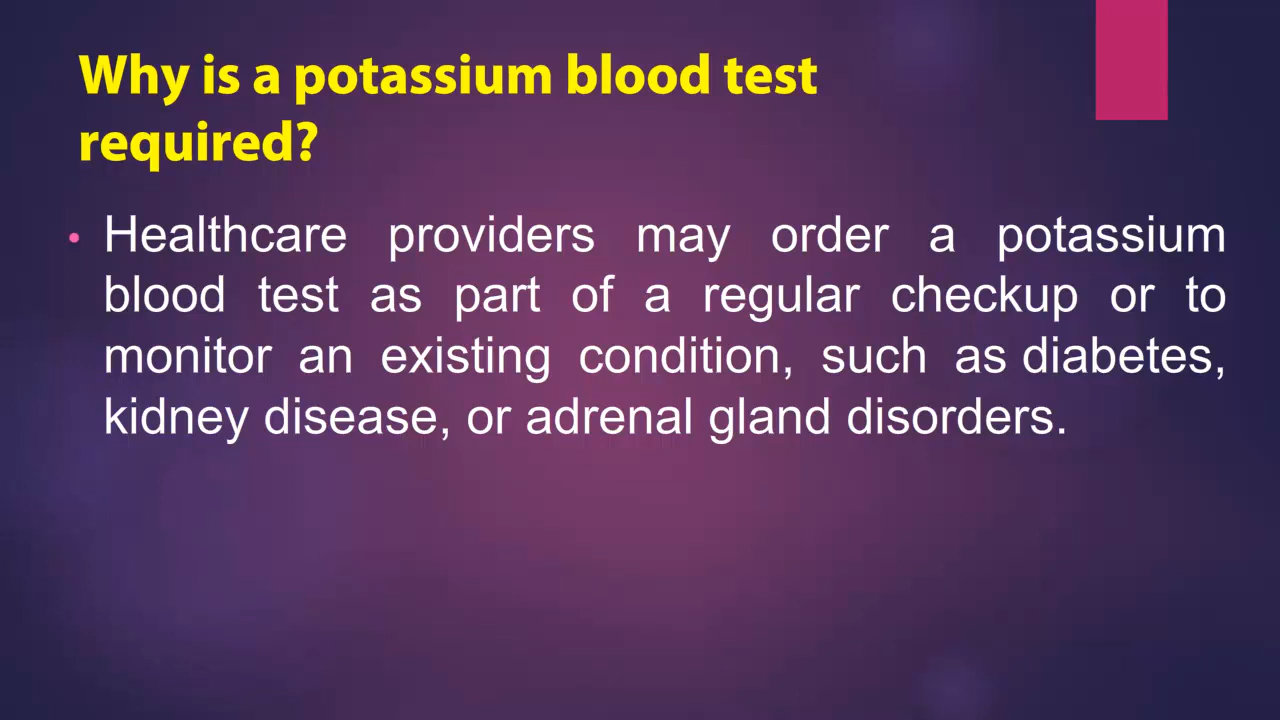 Why is a potassium blood test
required?
• Healthcare providers may order a potassium
blood test as part of a regular checkup or to
monitor an existing condition, such as diabetes,
kidney disease, or adrenal gland disorders.